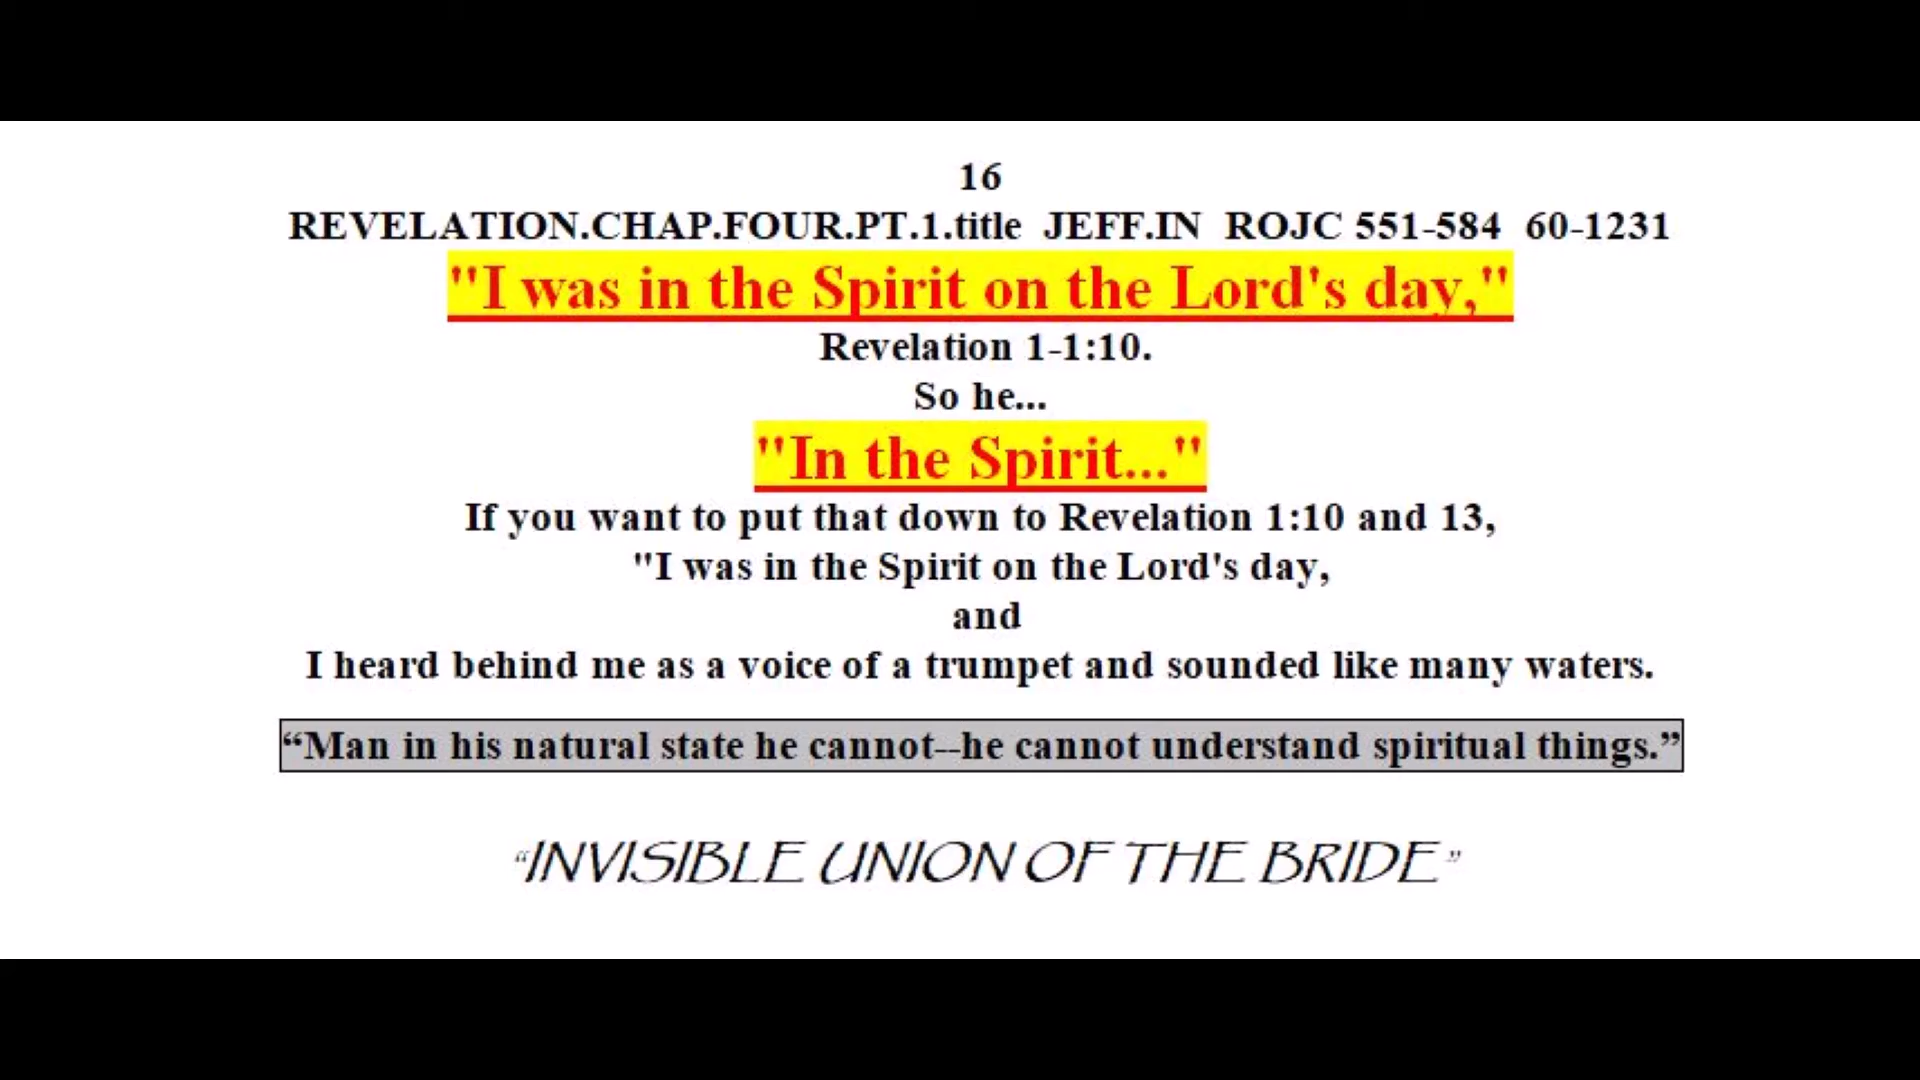 16
REVELATION.CHAP.FOUR.PT.1.title JEFF.IN ROJC 551-584 60-1231
"I was in the Spirit on the Lord's day,"
Revelation 1-1:10.
So he...
"In the Spirit..."
If you want to put that down to Revelation 1:10 and 13,
"I was in the Spirit on the Lord's day,
and
I heard behind me as a voice of a trumpet and sounded like many waters.
“Man in his natural state he cannot--he cannot understand spiritual things.”
“INVISIBLE UNION OF THE BRIDE”